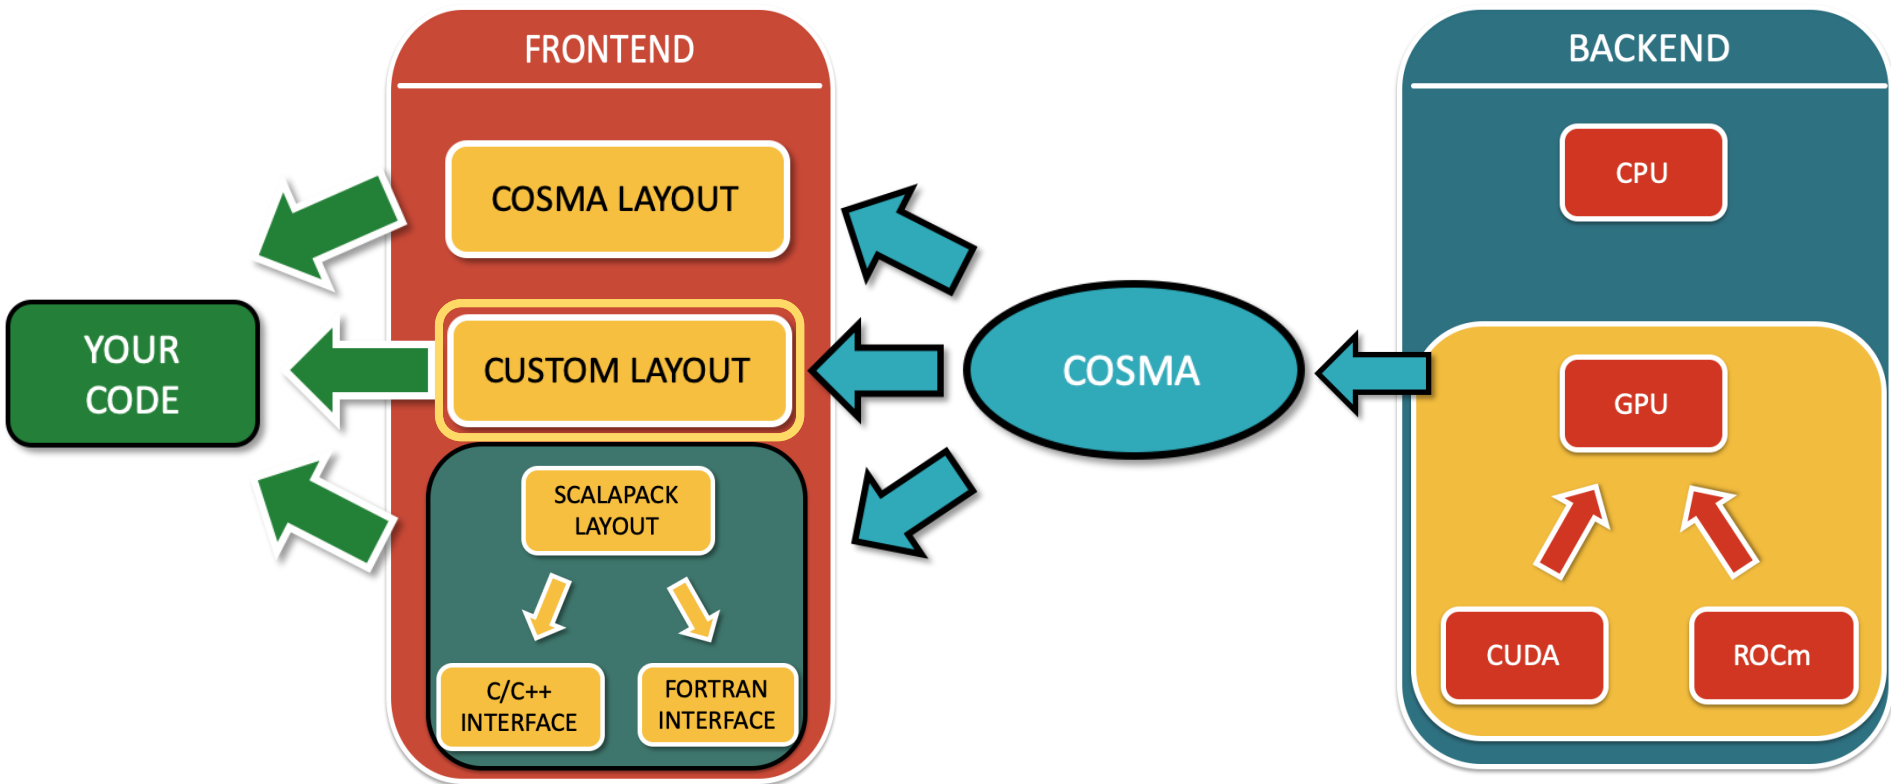 FRONTEND
BACKEND
COSMA LAYOUT
CPU
YOUR
CODE
CUSTOM LAYOUT
COSMA
GPU
SCALAPACK
LAYOUT
C/C++
INTERFACE
FORTRAN
INTERFACE
CUDA
ROCm